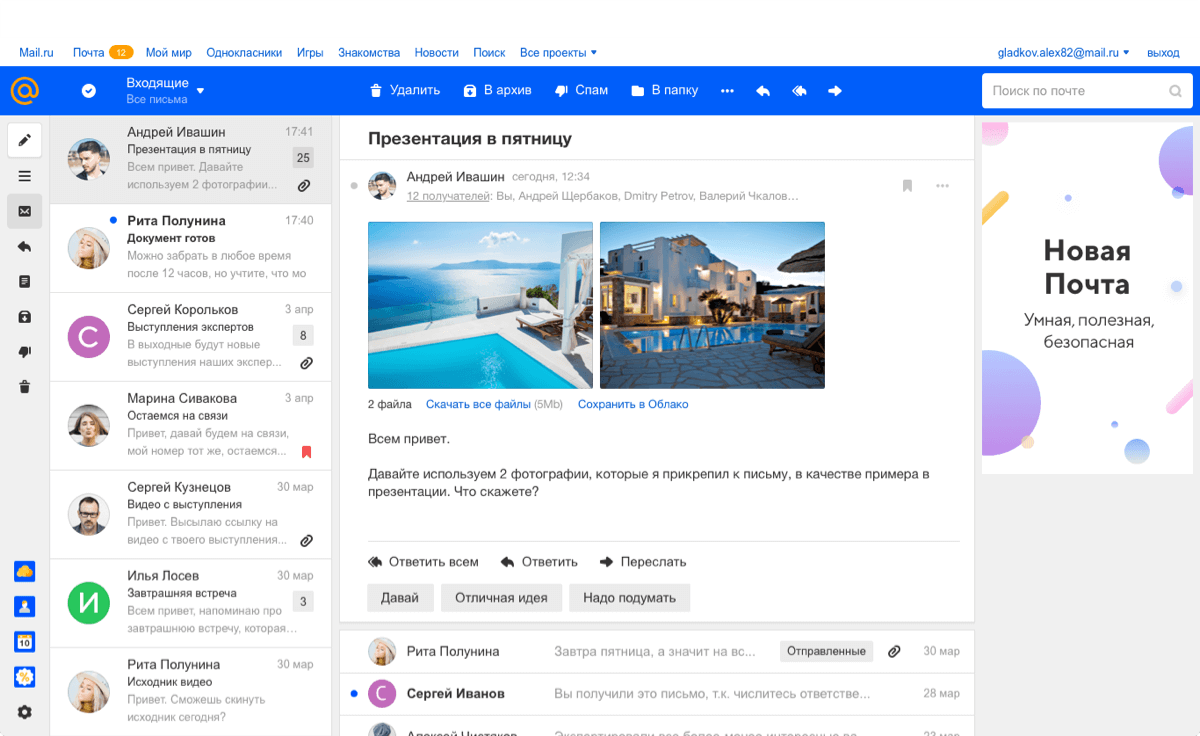 Mail.ru Почта 12 Мой мир Однокласники Игры Знакомства Новости Поиск Все проекты gladkov.alex82@mail.ru выход
Входящие
Все письма
Удалить В архив Спам В папку Поиск по почте
Андрей Ивашин 17:41
Презентация в пятницу
Всем привет. Давайте 25
используем 2 фотографии...
Рита Полунина 17:40
Документ готов
Можно забрать в любое время
после 12 часов, но учтите, что мо
Сергей Корольков 3 апр
Выступления экспертов
В выходные будут новые 8
выступления наших экспер...
Марина Сивакова 3 апр
Остаемся на связи
Привет, давай будем на связи,
мой номер тот же, остаемся...
Сергей Кузнецов 30 мар
Видео с выступления
Привет. Высылаю ссылку на
видео с твоего выступления...
Илья Лосев 30 мар
Завтрашняя встреча
Всем привет, напоминаю про 3
завтрашнюю встречу, которая...
Рита Полунина 30 мар
Исходник видео
Привет. Сможешь скинуть
исходник сегодня?
С
И
10
Презентация в пятницу
Андрей Ивашин сегодня, 12:34
12 получателей: Вы, Андрей Щербаков, Dmitry Petrov, Валерий Чкалов...
2 файла Скачать все файлы (5Mb) Сохранить в Облако
Всем привет.
Давайте используем 2 фотографии, которые я прикрепил к письму, в качестве примера в
презентации. Что скажете?
Ответить всем Ответить Переслать
Давай Отличная идея Надо подумать
Рита Полунина Завтра пятница, а значит на вс... Отправленные 30 мар
С Сергей Иванов Вы получили это письмо, т.к. числитесь ответстве... 28 мар
Алексей Чистяков
Новая
Почта
Умная, полезная,
безопасная